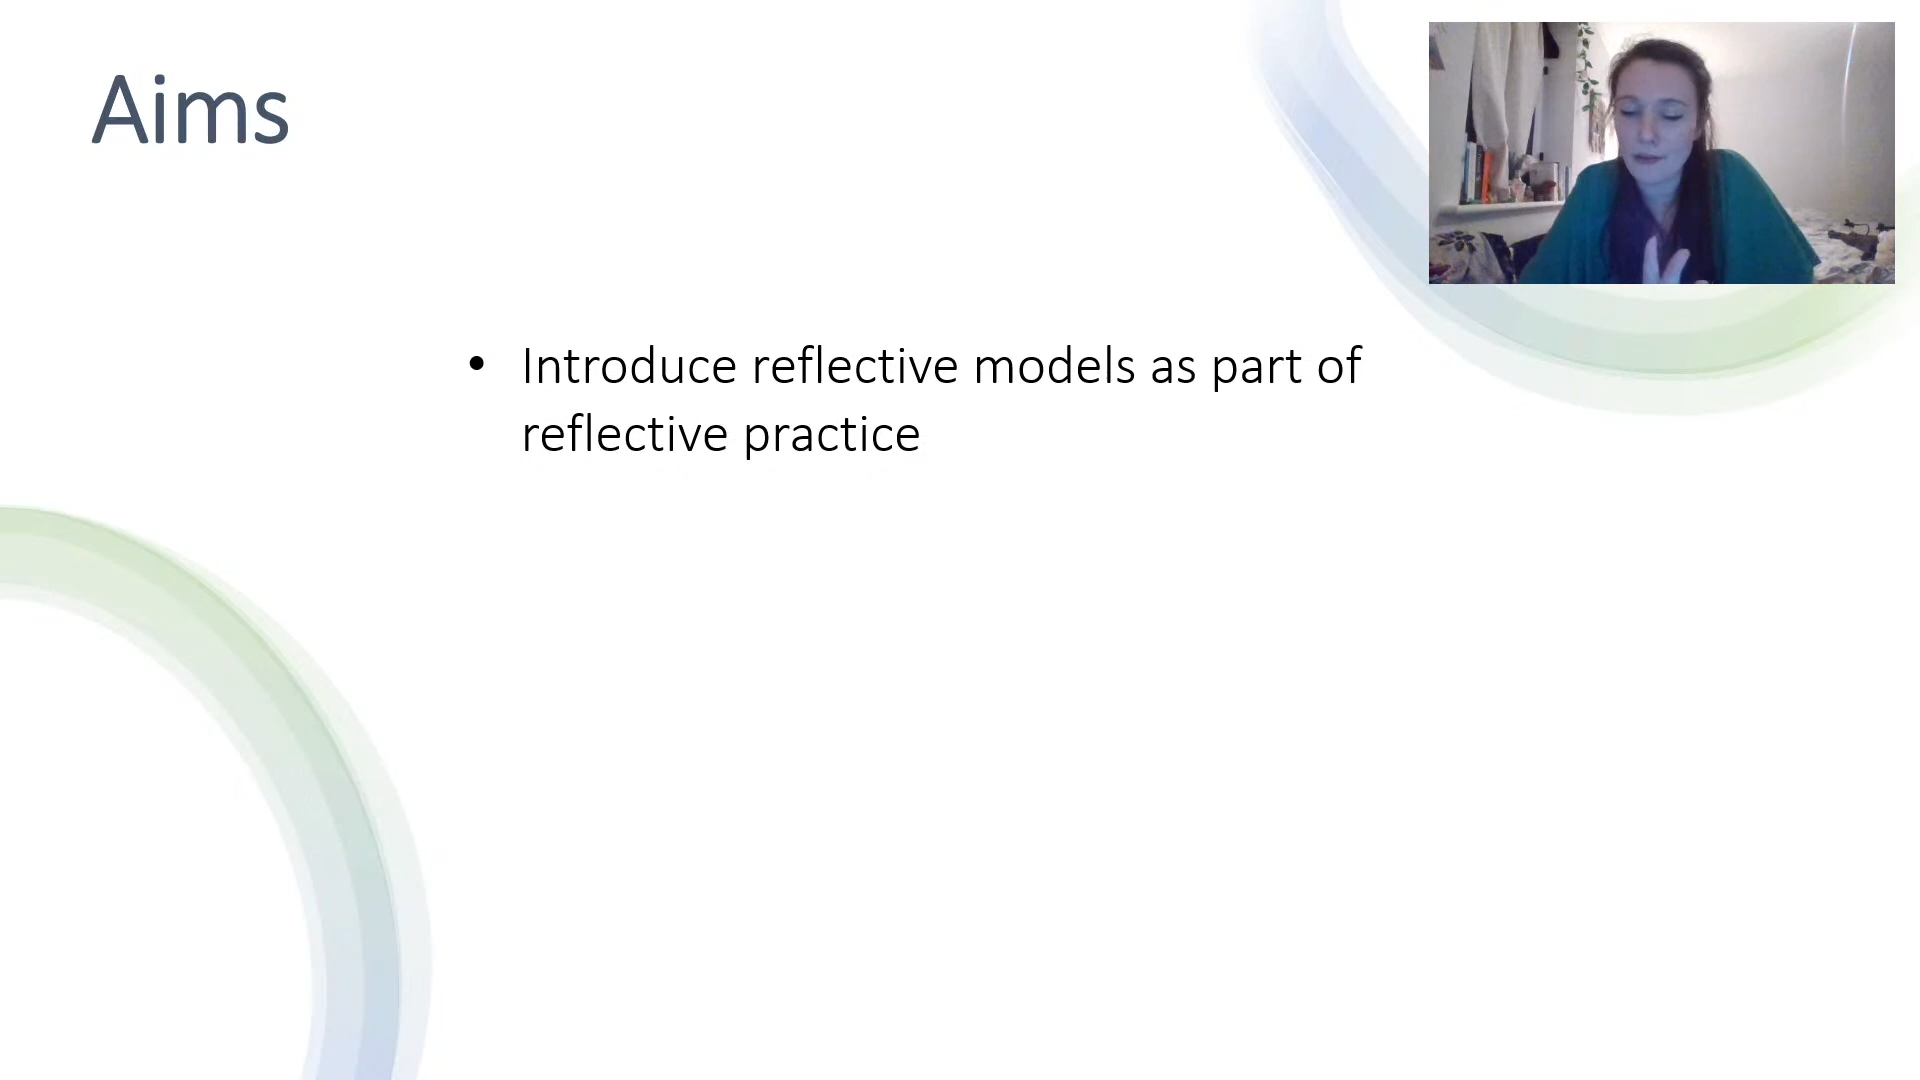 Aims
• Introduce reflective models as part of
reflective practice